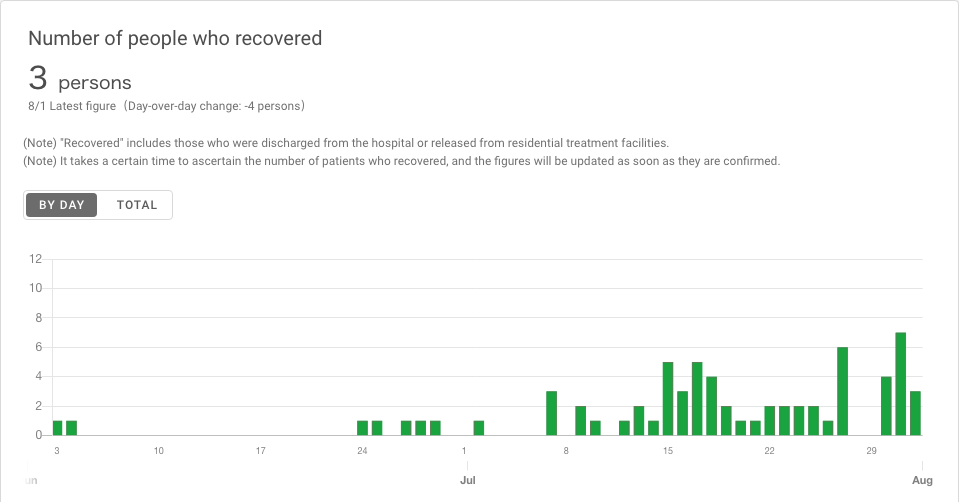 Number of people who recovered
3 persons
8/1 Latest figure (Day-over-day change: -4 persons)
(Note) "Recovered" includes those who were discharged from the hospital or released from residential treatment facilities.
(Note) It takes a certain time to ascertain the number of patients who recovered, and the figures will be updated as soon as they are confirmed.
BY DAY TOTAL
12
10
8
6
4
2
0
3 10 17 24 1 8 15 22 29
un Jul Aug